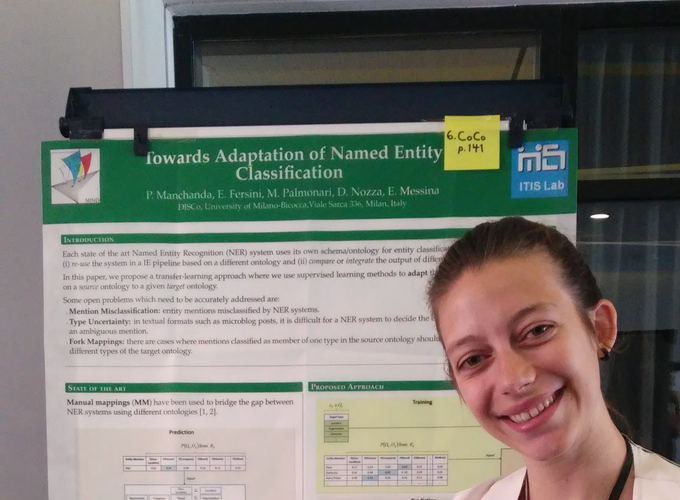 6. CoCo
p. 141
Towards Adaptation of Named Entity
Classification
P. Manchanda, E. Fersini, M. Palmonari, D. Nozza, E. Messina
DISCo, University of Milano-Bicocca, Viale Sarca 336, Milan, Italy
MIND
ITIS Lab
INTRODUCTION
Each state of the art Named Entity Recognition (NER) system uses its own schema/ontology for entity
(i) re-use the system in a IE pipeline based on a different ontology and (ii) compare or integrate the output of
In this paper, we propose a transfer-learning approach where we use supervised learning methods to adapt
on a source ontology to a given target ontology.
Some open problems which need to be accurately addressed are:
Mention Misclassification: entity mentions misclassified by NER systems.
Type Uncertainty: in textual formats such as microblog posts, it is difficult for a NER system to decide the
an ambiguous mention.
Fork Mappings: there are cases where mentions classified as member of one type in the source ontology
different types of the target ontology.
STATE OF THE ART
Manual mappings (MM) have been used to bridge the gap between
NER systems using different ontologies [1, 2].
Prediction
PROPOSED APPROACH
Training